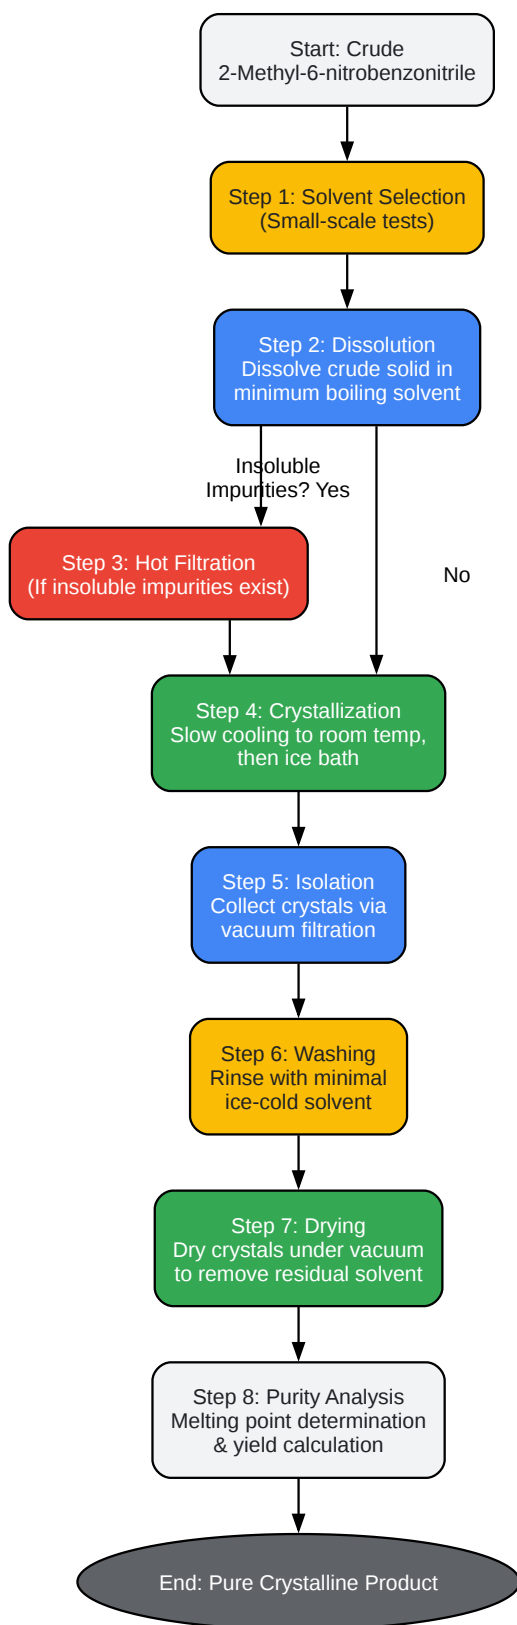 Start: Crude
2-Methyl-6-nitrobenzonitrile
Step 1: Solvent Selection
(Small-scale tests)
Step 2: Dissolution
Dissolve crude solid in
minimum boiling solvent
Insoluble
Impurities? Yes
Step 3: Hot Filtration
(If insoluble impurities exist)
No
Step 4: Crystallization
Slow cooling to room temp,
then ice bath
Step 5: Isolation
Collect crystals via
vacuum filtration
Step 6: Washing
Rinse with minimal
ice-cold solvent
Step 7: Drying
Dry crystals under vacuum
to remove residual solvent
Step 8: Purity Analysis
Melting point determination
& yield calculation
End: Pure Crystalline Product